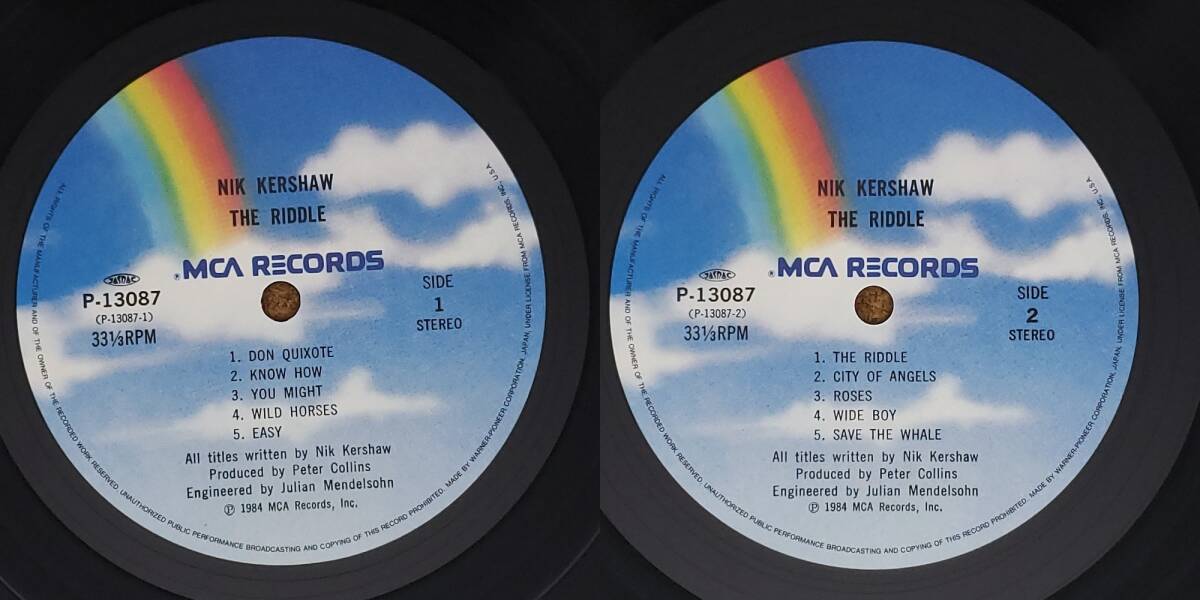 NIK KERSHAW
THE RIDDLE
® MCA RECORDS
JASRAC
P-13087
(P-13087-1)
33⅓RPM
SIDE
1
STEREO
1. DON QUIXOTE
2. KNOW HOW
3. YOU MIGHT
4. WILD HORSES
5. EASY
All titles written by Nik Kershaw
Produced by Peter Collins
Engineered by Julian Mendelsohn
℗ 1984 MCA Records, Inc.
ALL RIGHTS OF THE MANUFACTURER AND OF THE OWNER OF THE RECORDED WORK RESERVED. UNAUTHORIZED PUBLIC PERFORMANCE BROADCASTING AND COPYING OF THIS RECORD PROHIBITED. MADE BY WARNER-PIONEER CORPORATION, JAPAN, UNDER LICENSE FROM MCA RECORDS, INC., U.S.A.
NIK KERSHAW
THE RIDDLE
® MCA RECORDS
JASRAC
P-13087
(P-13087-2)
33⅓RPM
SIDE
2
STEREO
1. THE RIDDLE
2. CITY OF ANGELS
3. ROSES
4. WIDE BOY
5. SAVE THE WHALE
All titles written by Nik Kershaw
Produced by Peter Collins
Engineered by Julian Mendelsohn
℗ 1984 MCA Records, Inc.
ALL RIGHTS OF THE MANUFACTURER AND OF THE OWNER OF THE RECORDED WORK RESERVED. UNAUTHORIZED PUBLIC PERFORMANCE BROADCASTING AND COPYING OF THIS RECORD PROHIBITED. MADE BY WARNER-PIONEER CORPORATION, JAPAN, UNDER LICENSE FROM MCA RECORDS, INC., U.S.A.